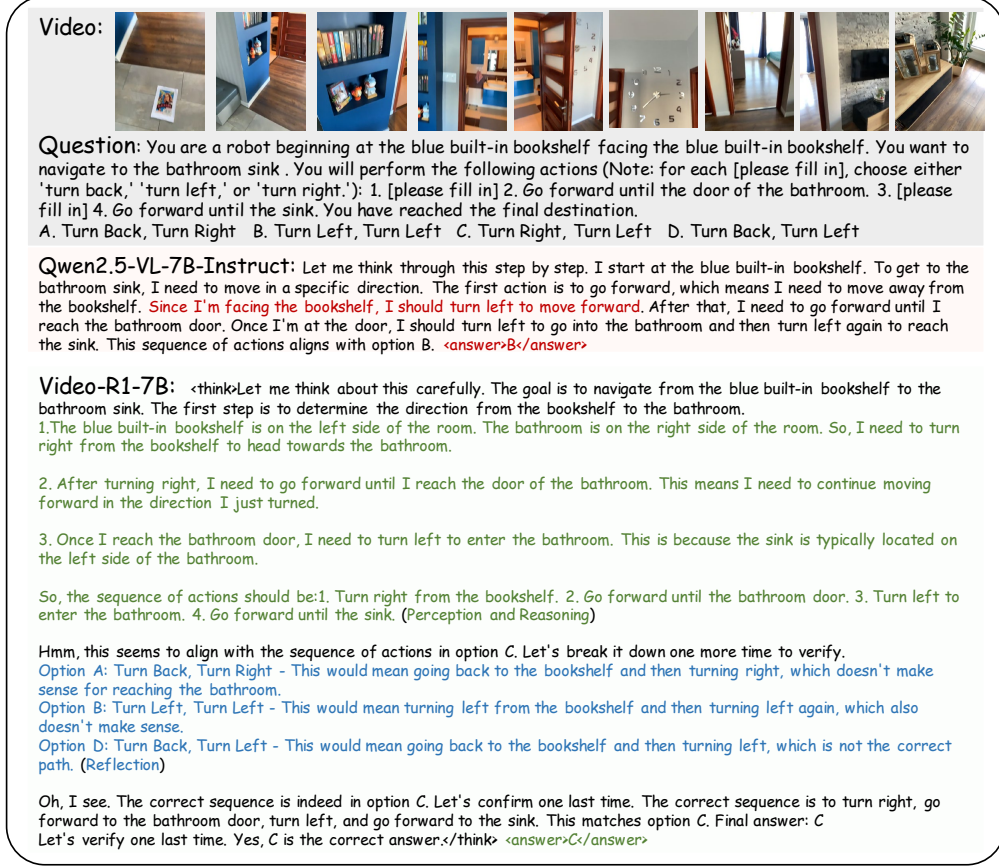 Video:
Question: You are a robot beginning at the blue built-in bookshelf facing the blue built-in bookshelf. You want to
navigate to the bathroom sink . You will perform the following actions (Note: for each [please fill in], choose either
'turn back,' 'turn left,' or 'turn right.'): 1. [please fill in] 2. Go forward until the door of the bathroom. 3. [please
fill in] 4. Go forward until the sink. You have reached the final destination.
A. Turn Back, Turn Right B. Turn Left, Turn Left C. Turn Right, Turn Left D. Turn Back, Turn Left
Qwen2.5-VL-7B-Instruct: Let me think through this step by step. I start at the blue built-in bookshelf. To get to the
bathroom sink, I need to move in a specific direction. The first action is to go forward, which means I need to move away from
the bookshelf. Since I'm facing the bookshelf, I should turn left to move forward. After that, I need to go forward until I
reach the bathroom door. Once I'm at the door, I should turn left to go into the bathroom and then turn left again to reach
the sink. This sequence of actions aligns with option B. <answer>B</answer>
Video-R1-7B: <think>Let me think about this carefully. The goal is to navigate from the blue built-in bookshelf to the
bathroom sink. The first step is to determine the direction from the bookshelf to the bathroom.
1.The blue built-in bookshelf is on the left side of the room. The bathroom is on the right side of the room. So, I need to turn
right from the bookshelf to head towards the bathroom.
2. After turning right, I need to go forward until I reach the door of the bathroom. This means I need to continue moving
forward in the direction I just turned.
3. Once I reach the bathroom door, I need to turn left to enter the bathroom. This is because the sink is typically located on
the left side of the bathroom.
So, the sequence of actions should be:1. Turn right from the bookshelf. 2. Go forward until the bathroom door. 3. Turn left to
enter the bathroom. 4. Go forward until the sink. (Perception and Reasoning)
Hmm, this seems to align with the sequence of actions in option C. Let's break it down one more time to verify.
Option A: Turn Back, Turn Right - This would mean going back to the bookshelf and then turning right, which doesn't make
sense for reaching the bathroom.
Option B: Turn Left, Turn Left - This would mean turning left from the bookshelf and then turning left again, which also
doesn't make sense.
Option D: Turn Back, Turn Left - This would mean going back to the bookshelf and then turning left, which is not the correct
path. (Reflection)
Oh, I see. The correct sequence is indeed in option C. Let's confirm one last time. The correct sequence is to turn right, go
forward to the bathroom door, turn left, and go forward to the sink. This matches option C. Final answer: C
Let's verify one last time. Yes, C is the correct answer.</think> <answer>C</answer>